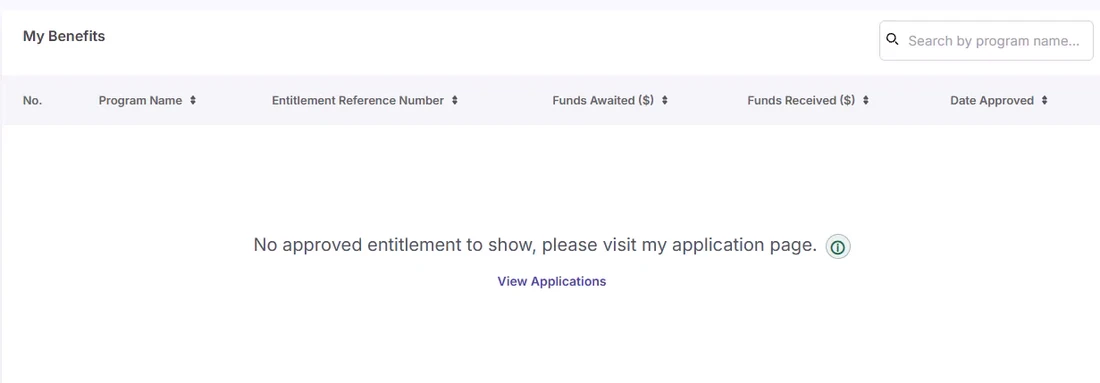 My Benefits
Search by program name...
No. Program Name Entitlement Reference Number Funds Awaited ($) Funds Received ($) Date Approved
No approved entitlement to show, please visit my application page.
View Applications